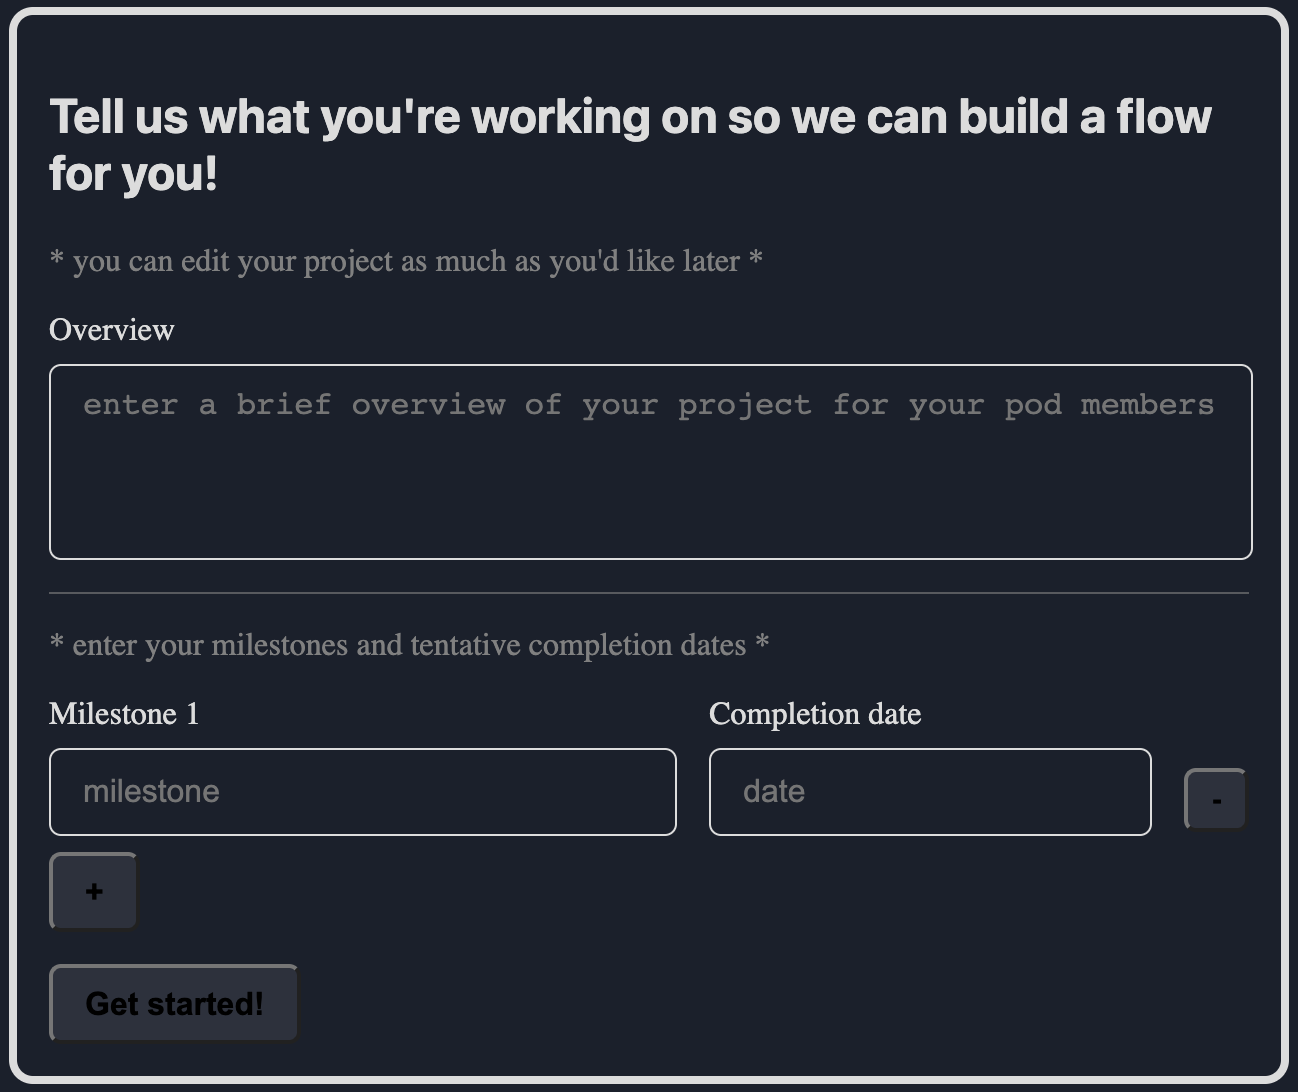 Tell us what you're working on so we can build a flow
for you!
* you can edit your project as much as you'd like later *
Overview
enter a brief overview of your project for your pod members
* enter your milestones and tentative completion dates *
Milestone 1
Completion date
milestone
date
-
+
Get started!